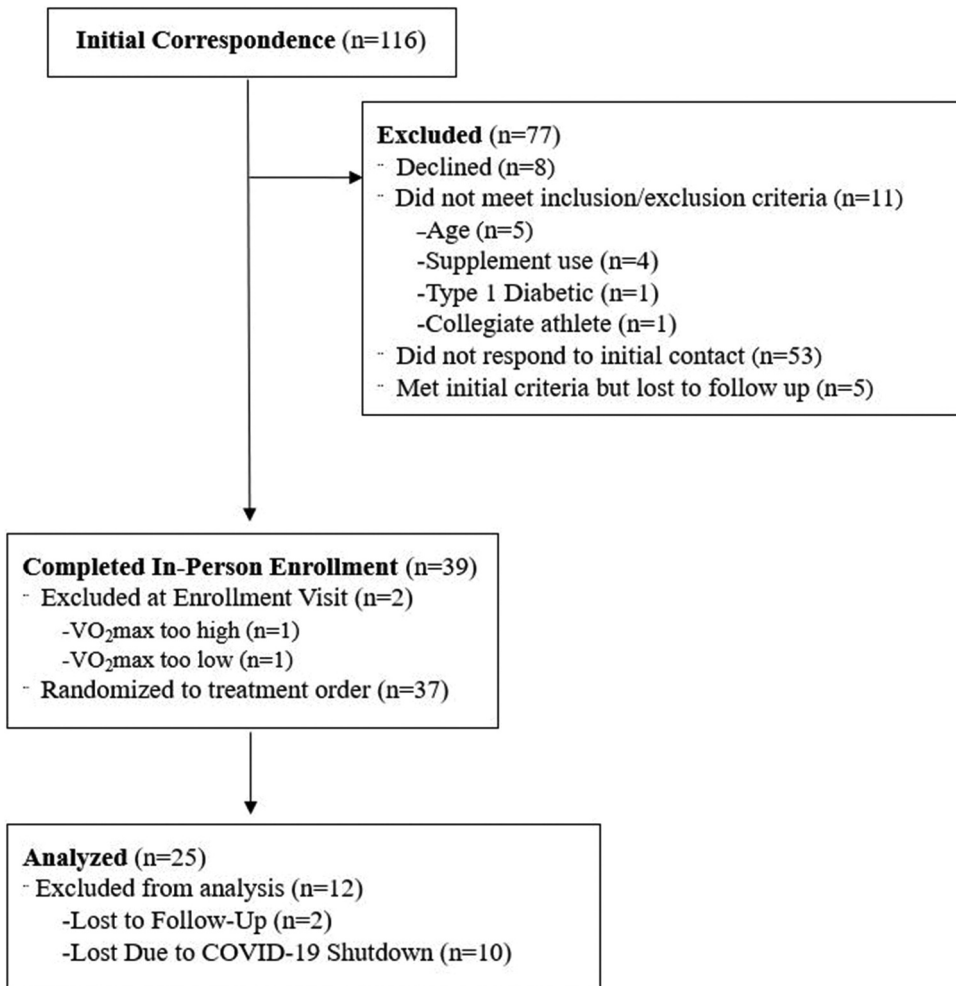 Initial Correspondence (n=116)
Excluded (n=77)
¨ Declined (n=8)
¨ Did not meet inclusion/exclusion criteria (n=11)
-Age (n=5)
-Supplement use (n=4)
-Type 1 Diabetic (n=1)
-Collegiate athlete (n=1)
¨ Did not respond to initial contact (n=53)
¨ Met initial criteria but lost to follow up (n=5)
Completed In-Person Enrollment (n=39)
¨ Excluded at Enrollment Visit (n=2)
-VO₂max too high (n=1)
-VO₂max too low (n=1)
¨ Randomized to treatment order (n=37)
Analyzed (n=25)
¨ Excluded from analysis (n=12)
-Lost to Follow-Up (n=2)
-Lost Due to COVID-19 Shutdown (n=10)